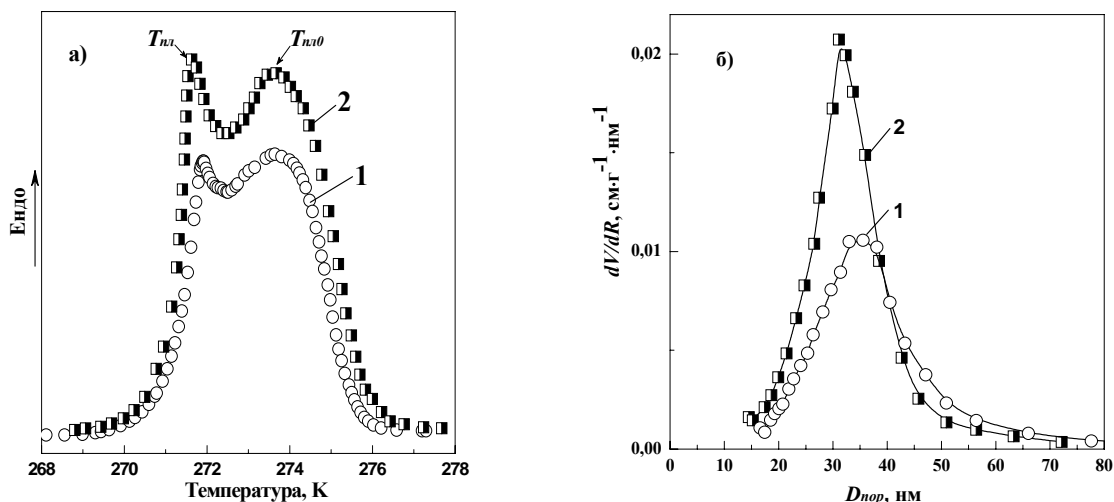 а)
Tпл
Tпл0
2
1
Ендо
268 270 272 274 276 278
Температура, K
б)
0,02
0,01
0,00
2
1
dV/dR, см·г⁻¹·нм⁻¹
0 10 20 30 40 50 60 70 80
Dпор, нм